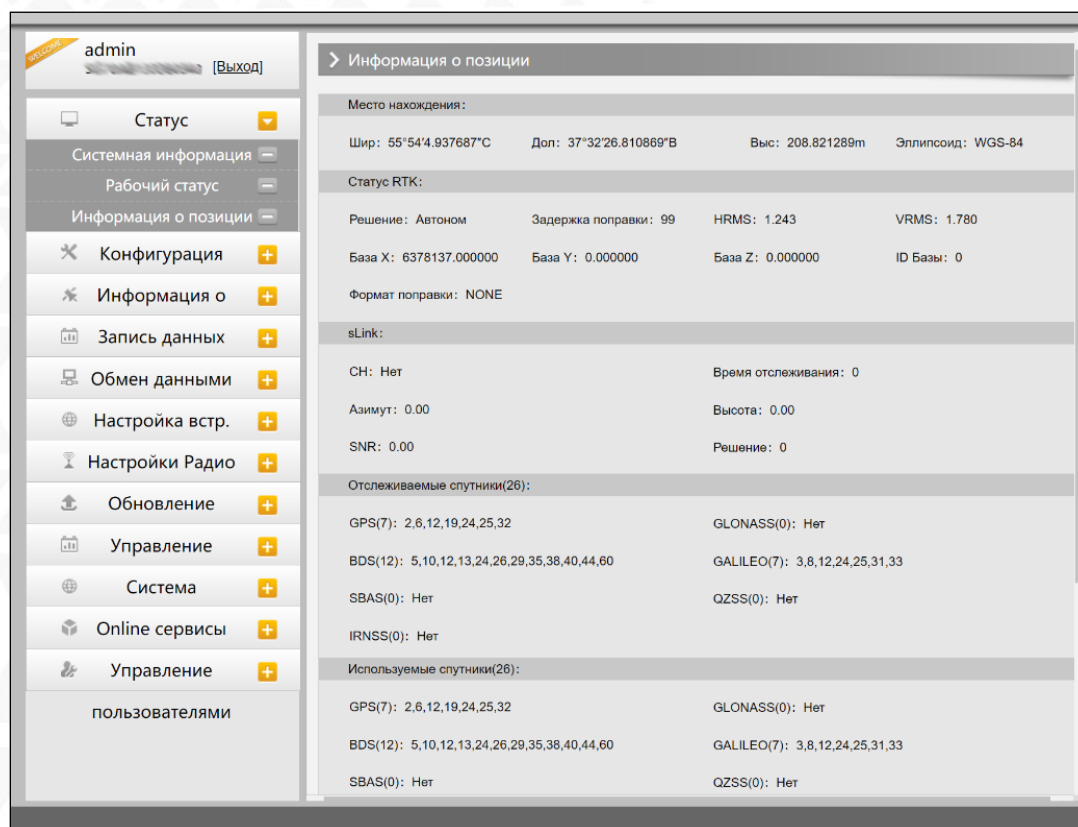 WELCOME
admin
[Выход]
Статус
Системная информация
Рабочий статус
Информация о позиции
Конфигурация
Информация о
Запись данных
Обмен данными
Настройка встр.
Настройки Радио
Обновление
Управление
Система
Online сервисы
Управление
пользователями
Информация о позиции
Место нахождения:
Шир: 55°54'4.937687"С Дол: 37°32'26.810869"В Выс: 208.821289m Эллипсоид: WGS-84
Статус RTK:
Решение: Автоном Задержка поправки: 99 HRMS: 1.243 VRMS: 1.780
База X: 6378137.000000 База Y: 0.000000 База Z: 0.000000 ID Базы: 0
Формат поправки: NONE
sLink:
CH: Нет Время отслеживания: 0
Азимут: 0.00 Высота: 0.00
SNR: 0.00 Решение: 0
Отслеживаемые спутники(26):
GPS(7): 2,6,12,19,24,25,32 GLONASS(0): Нет
BDS(12): 5,10,12,13,24,26,29,35,38,40,44,60 GALILEO(7): 3,8,12,24,25,31,33
SBAS(0): Нет QZSS(0): Нет
IRNSS(0): Нет
Используемые спутники(26):
GPS(7): 2,6,12,19,24,25,32 GLONASS(0): Нет
BDS(12): 5,10,12,13,24,26,29,35,38,40,44,60 GALILEO(7): 3,8,12,24,25,31,33
SBAS(0): Нет QZSS(0): Нет